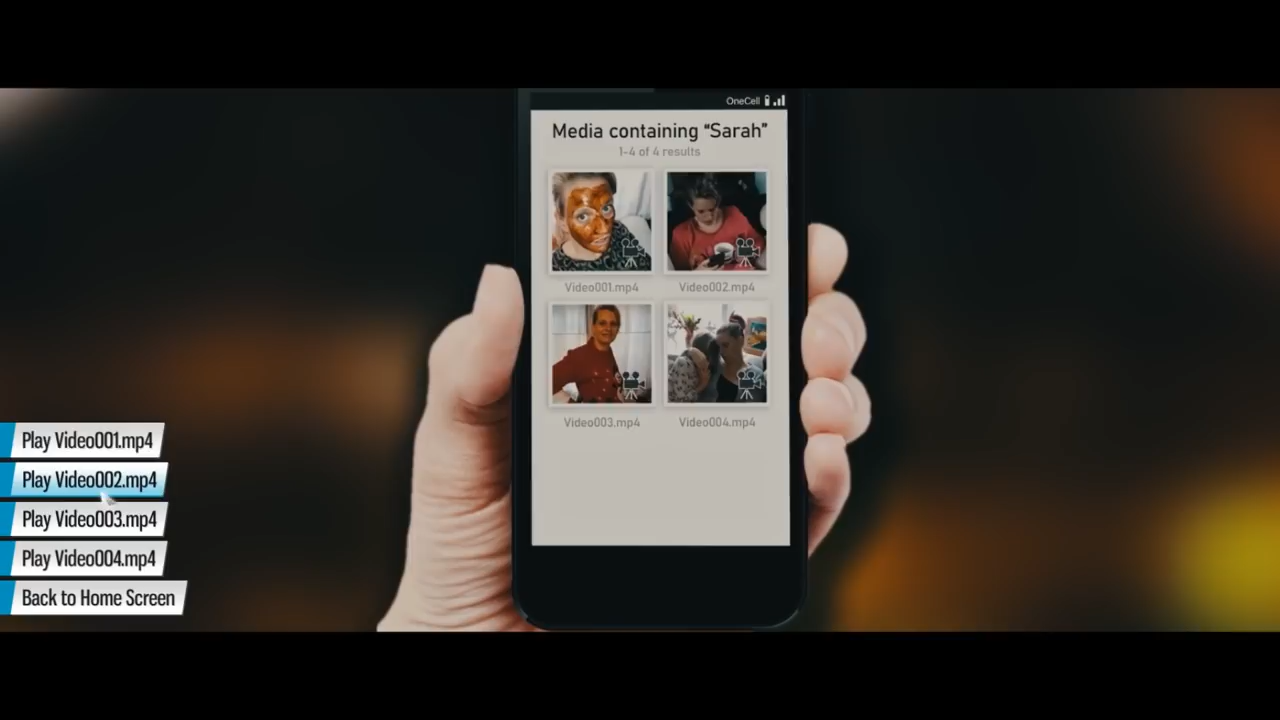 OneCell
Media containing “Sarah”
1-4 of 4 results
Video001.mp4
Video002.mp4
Video003.mp4
Video004.mp4
Play Video001.mp4
Play Video002.mp4
Play Video003.mp4
Play Video004.mp4
Back to Home Screen